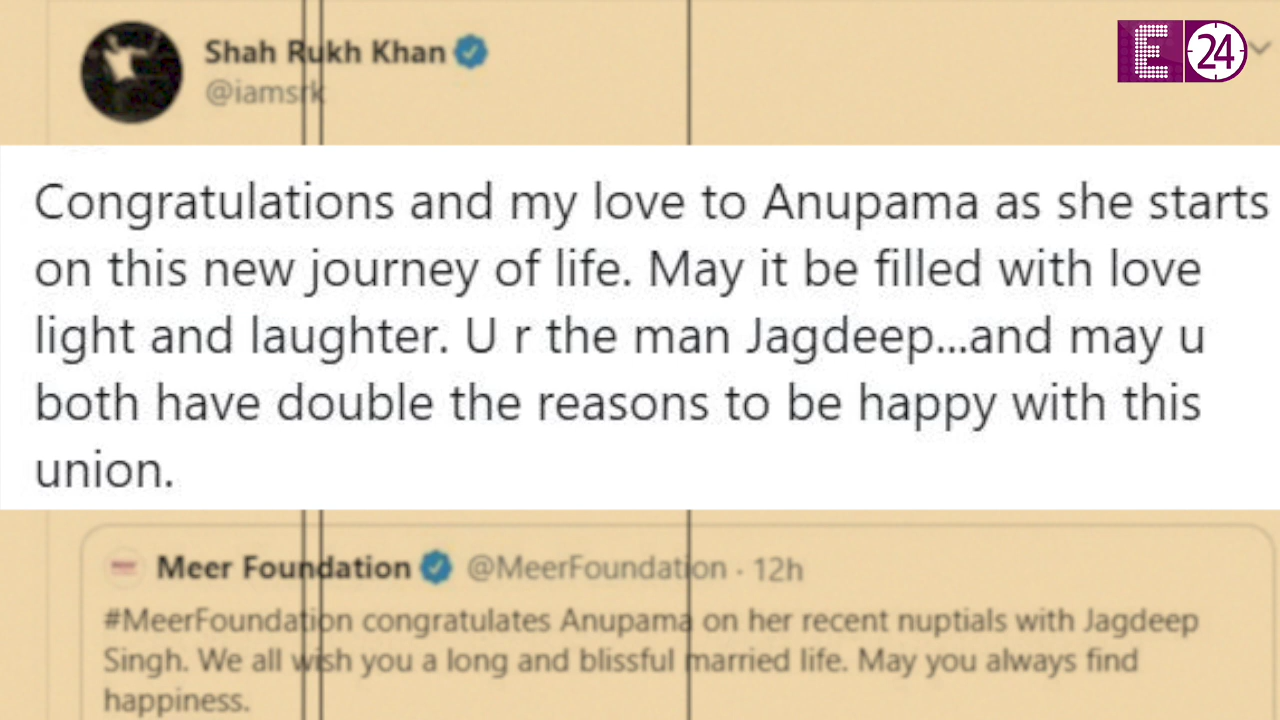 Shah Rukh Khan
@iamsrk
E 24
Congratulations and my love to Anupama as she starts
on this new journey of life. May it be filled with love
light and laughter. U r the man Jagdeep...and may u
both have double the reasons to be happy with this
union.
Meer Foundation @MeerFoundation · 12h
#MeerFoundation congratulates Anupama on her recent nuptials with Jagdeep
Singh. We all wish you a long and blissful married life. May you always find
happiness.